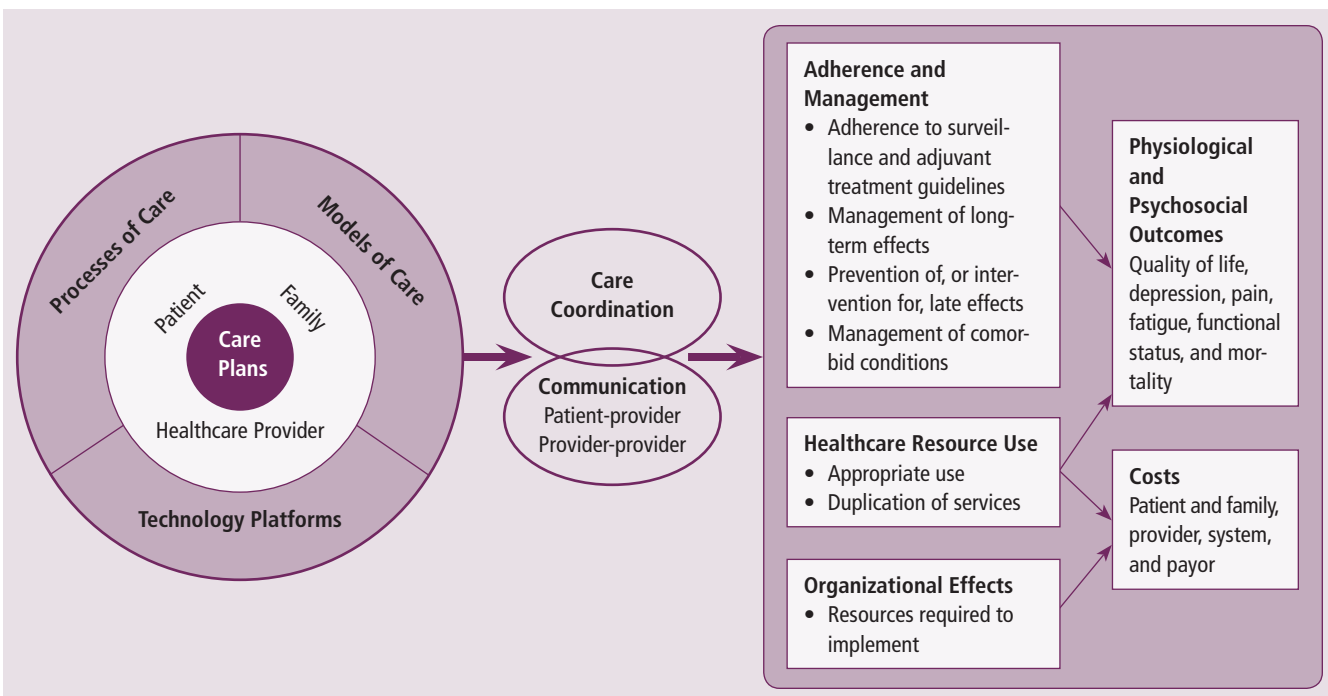 Processes of Care
Models of Care
Patient
Family
Care
Plans
Healthcare Provider
Technology Platforms
Care
Coordination
Communication
Patient-provider
Provider-provider
Adherence and
Management
• Adherence to surveil-
lance and adjuvant
treatment guidelines
• Management of long-
term effects
• Prevention of, or inter-
vention for, late effects
• Management of comor-
bid conditions
Healthcare Resource Use
• Appropriate use
• Duplication of services
Organizational Effects
• Resources required to
implement
Physiological
and
Psychosocial
Outcomes
Quality of life,
depression, pain,
fatigue, functional
status, and mor-
tality
Costs
Patient and family,
provider, system,
and payor